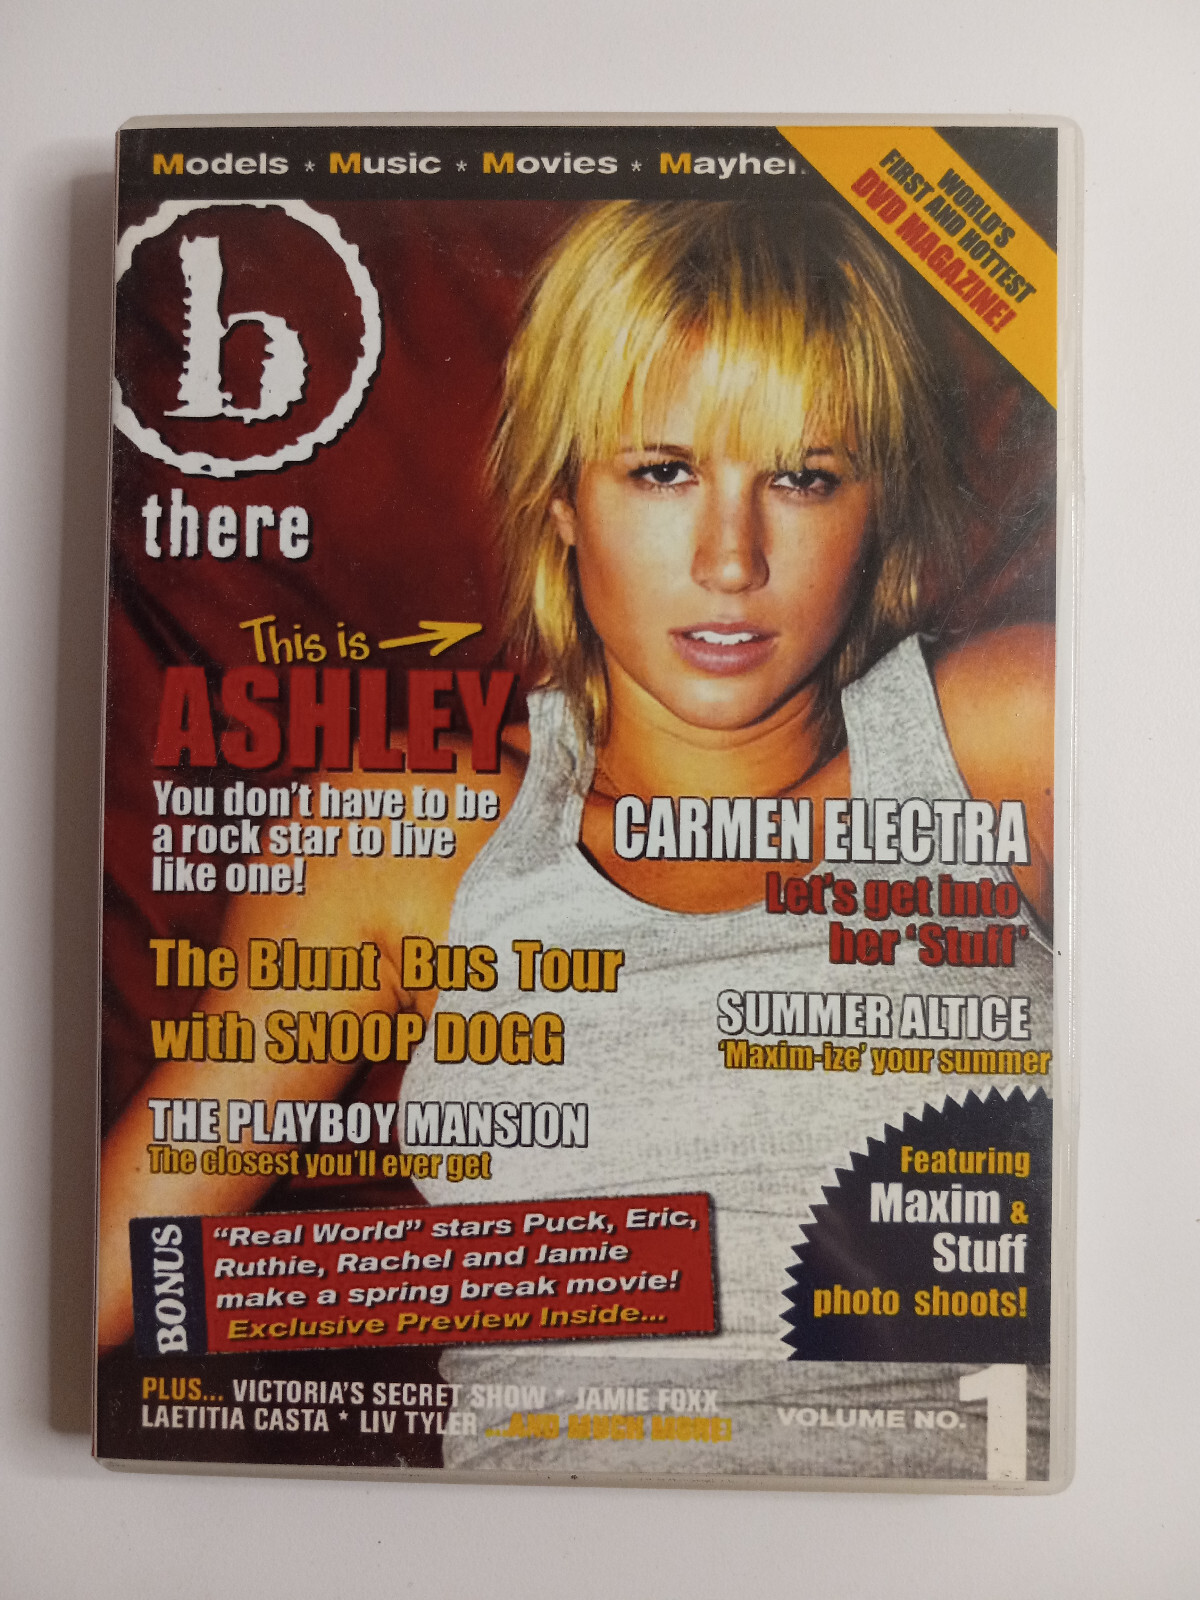 Models * Music * Movies * Mayhe
WORLD'S
FIRST AND HOTTEST
DVD MAGAZINE!
b
there
This is
ASHLEY
You don't have to be
a rock star to live
like one!
CARMEN ELECTRA
Let's get into
her 'Stuff'
The Blunt Bus Tour
with SNOOP DOGG
SUMMER ALTICE
'Maxim-ize' your summer
THE PLAYBOY MANSION
The closest you'll ever get
Featuring
Maxim &
Stuff
photo shoots!
BONUS
"Real World" stars Puck, Eric,
Ruthie, Rachel and Jamie
make a spring break movie!
Exclusive Preview Inside...
PLUS... VICTORIA'S SECRET SHOW * JAMIE FOXX
LAETITIA CASTA * LIV TYLER ...AND MUCH MORE!
VOLUME NO. 1